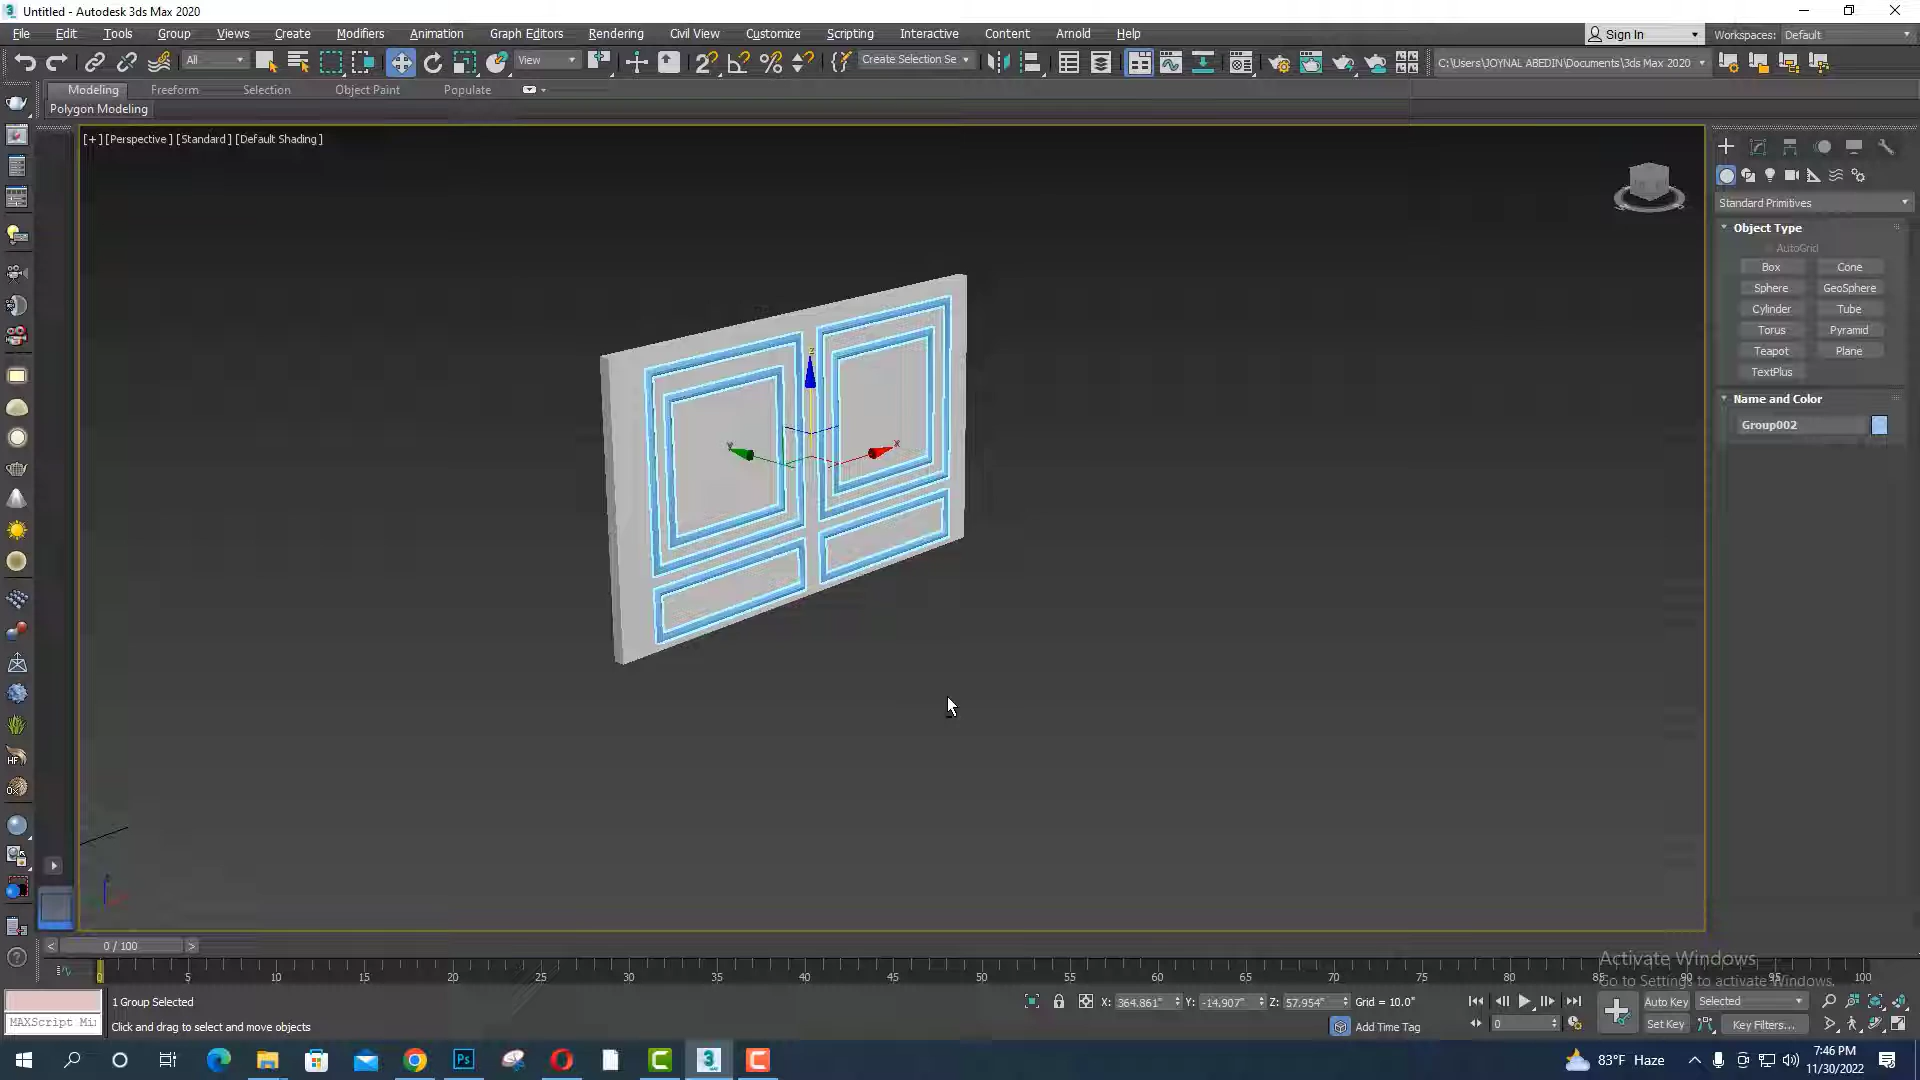 Untitled - Autodesk 3ds Max 2020
File Edit Tools Group Views Create Modifiers Animation Graph Editors Rendering Civil View Customize Scripting Interactive Content Arnold Help
Sign In
Workspaces: Default
All
View
Create Selection Se
C:\Users\JOYNAL ABEDIN\Documents\3ds Max 2020
Modeling Freeform Selection Object Paint Populate
Polygon Modeling
[+] [Perspective] [Standard] [Default Shading]
Standard Primitives
Object Type
AutoGrid
Box Cone
Sphere GeoSphere
Cylinder Tube
Torus Pyramid
Teapot Plane
TextPlus
Name and Color
Group002
z
x
0 / 100
0 5 10 15 20 25 30 35 40 45 50 55 60 65 70 75 80 85 90 95 100
Activate Windows
Go to Settings to activate Windows.
1 Group Selected
X: 364.861" Y: -14.907" Z: 57.954" Grid = 10.0"
Auto Key Selected
MAXScript Mi
Click and drag to select and move objects
Add Time Tag
0
Set Key
Key Filters...
83°F Haze
7:46 PM
11/30/2022